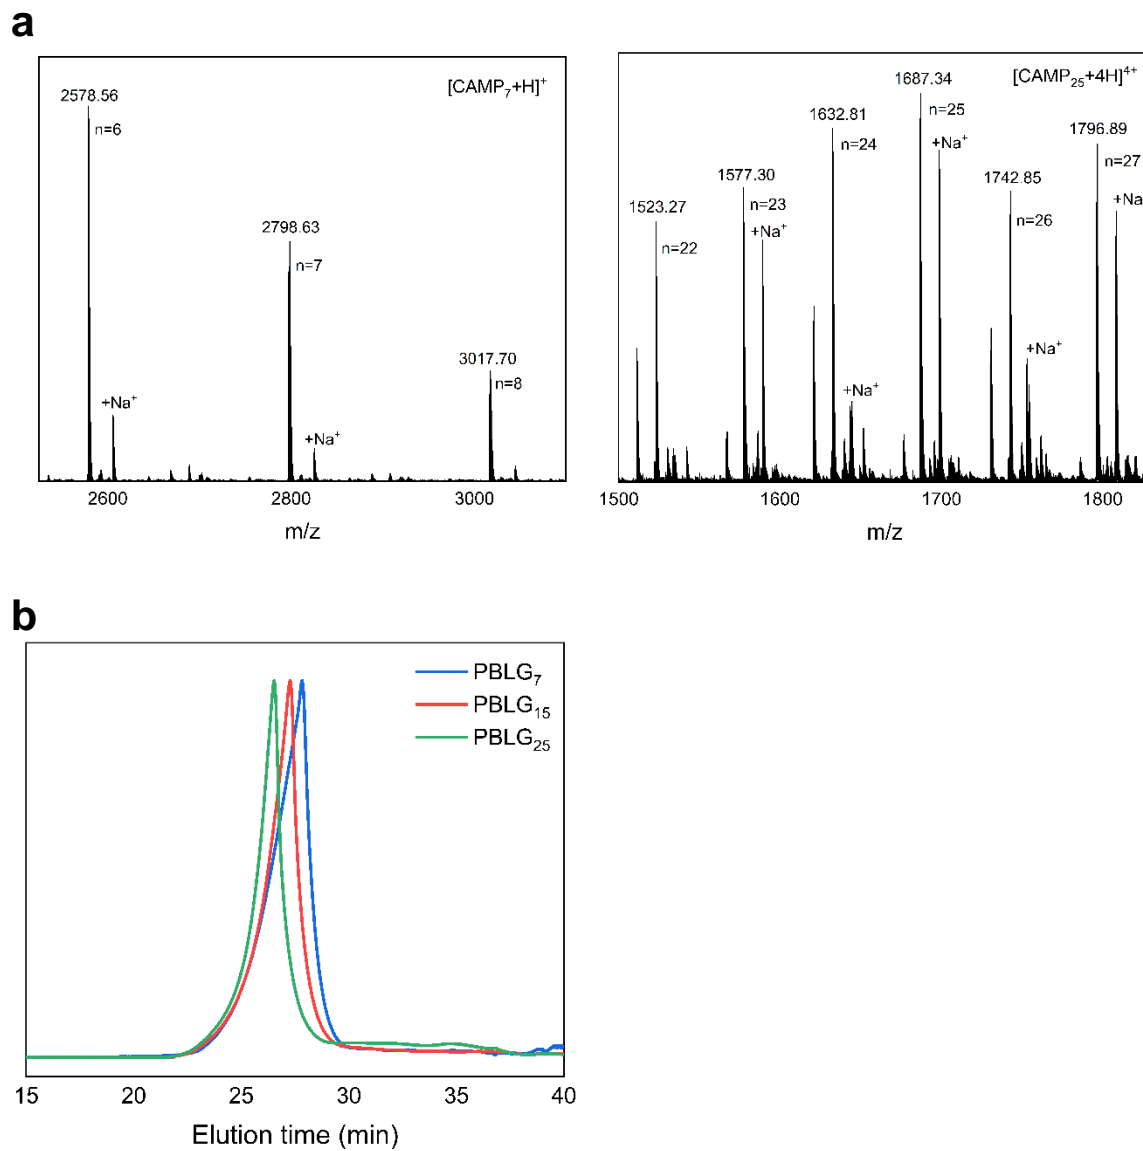 a
[CAMP₇+H]⁺
2578.56
n=6
+Na⁺
2798.63
n=7
+Na⁺
3017.70
n=8
2600 2800 3000
m/z
[CAMP₂₅+4H]⁴⁺
1523.27
n=22
1577.30
n=23
+Na⁺
1632.81
n=24
+Na⁺
1687.34
n=25
+Na⁺
1742.85
n=26
+Na⁺
1796.89
n=27
+Na
1500 1600 1700 1800
m/z
b
PBLG₇
PBLG₁₅
PBLG₂₅
15 20 25 30 35 40
Elution time (min)